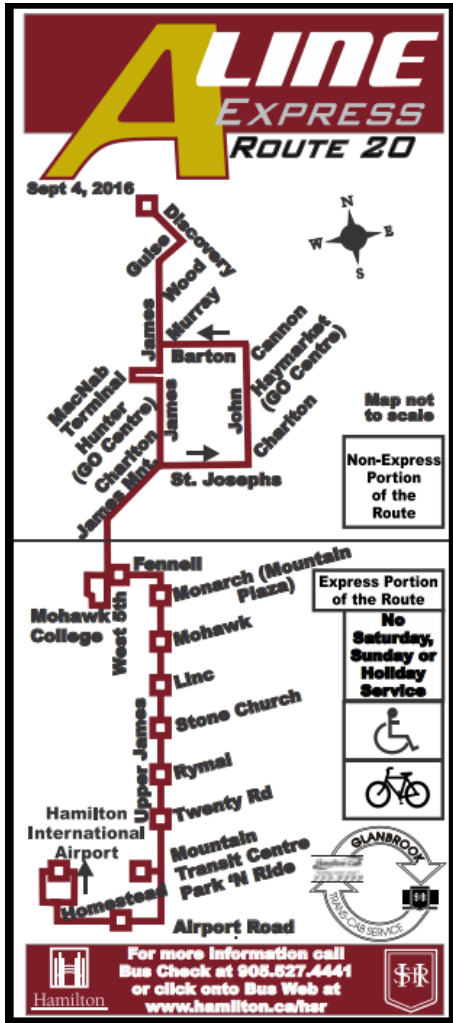 A LINE
EXPRESS
ROUTE 20
Sept 4, 2016
N
W E
S
Discovery
Guise
Wood
Murray
James
Barton
Cannon
Haymarket
(GO Centre)
John
Charlton
MacNab
Terminal
Hunter
(GO Centre)
Charlton
James
James Mnt.
St. Josephs
Map not
to scale
Non-Express
Portion
of the
Route
Fennell
Monarch (Mountain
Plaza)
Mohawk
College
West 5th
Mohawk
Linc
Stone Church
Rymal
Twenty Rd
Upper James
Mountain
Transit Centre
Park 'N Ride
Hamilton
International
Airport
Homestead
Airport Road
Express Portion
of the Route
No
Saturday,
Sunday or
Holiday
Service
GLANBROOK
TRANS-CAB SERVICE
Hamilton
For more information call
Bus Check at 905.527.4441
or click onto Bus Web at
www.hamilton.ca/hsr
HSR